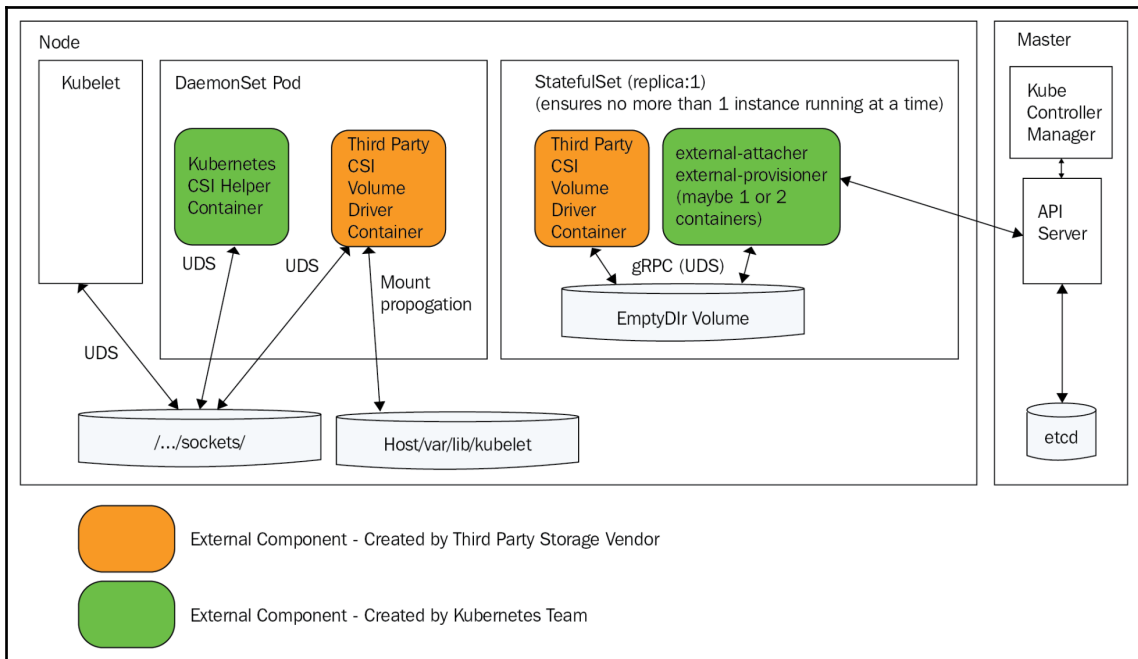 Node
Kubelet
DaemonSet Pod
Kubernetes
CSI Helper
Container
Third Party
CSI
Volume
Driver
Container
UDS
UDS
Mount
propogation
UDS
StatefulSet (replica:1)
(ensures no more than 1 instance running at a time)
Third Party
CSI
Volume
Driver
Container
external-attacher
external-provisioner
(maybe 1 or 2
containers)
gRPC (UDS)
EmptyDIr Volume
/.../sockets/
Host/var/lib/kubelet
Master
Kube
Controller
Manager
API
Server
etcd
External Component - Created by Third Party Storage Vendor
External Component - Created by Kubernetes Team